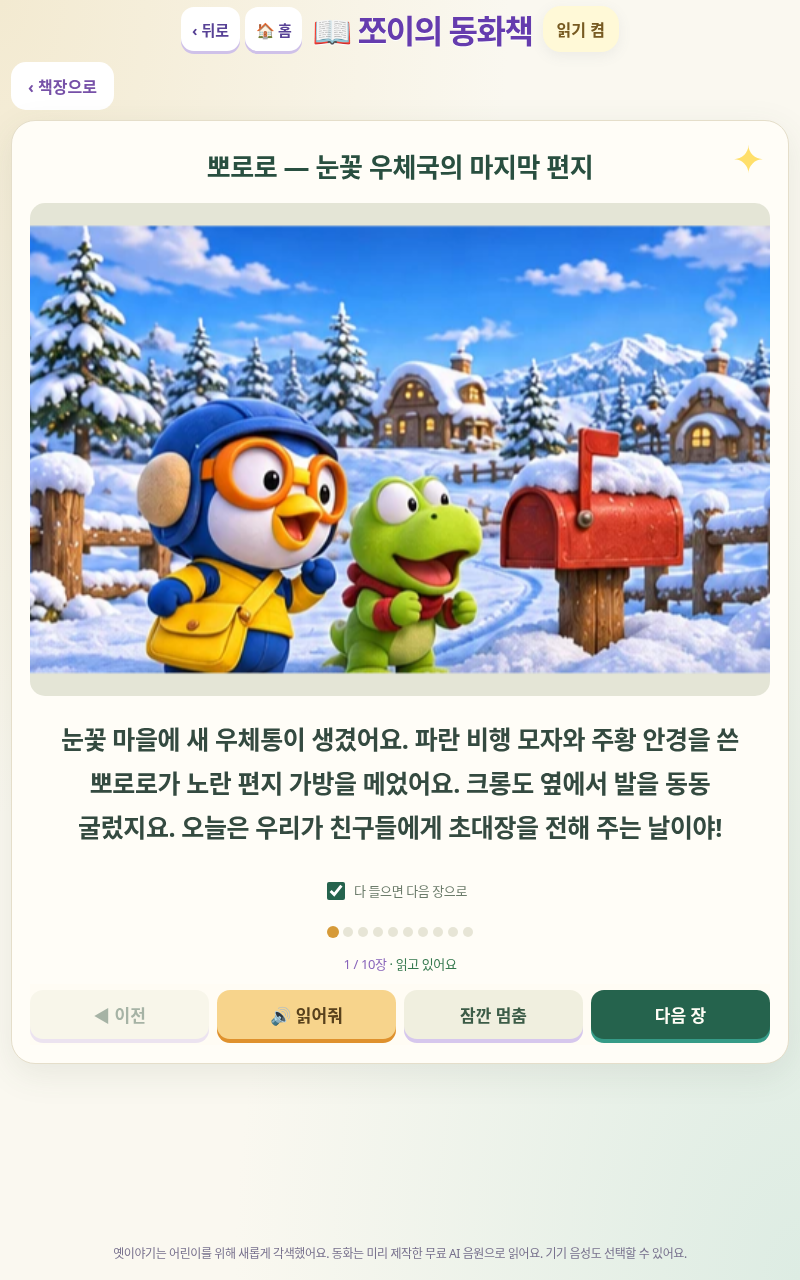 ‹ 뒤로 🏠 홈 📖 쪼이의 동화책 읽기 켬
‹ 책장으로
뽀로로 — 눈꽃 우체국의 마지막 편지
눈꽃 마을에 새 우체통이 생겼어요. 파란 비행 모자와 주황 안경을 쓴
뽀로로가 노란 편지 가방을 메었어요. 크롱도 옆에서 발을 동동
굴렀지요. 오늘은 우리가 친구들에게 초대장을 전해 주는 날이야!
다 들으면 다음 장으로
1 / 10장 · 읽고 있어요
◀ 이전 🔊 읽어줘 잠깐 멈춤 다음 장
옛이야기는 어린이를 위해 새롭게 각색했어요. 동화는 미리 제작한 무료 AI 음원으로 읽어요. 기기 음성도 선택할 수 있어요.